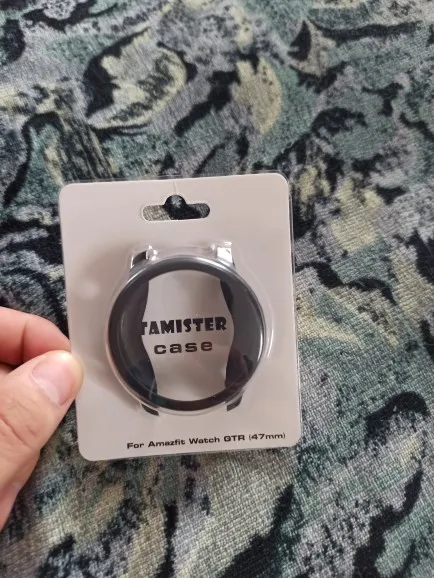 TAMISTER
case
For Amazfit Watch GTR (47mm)